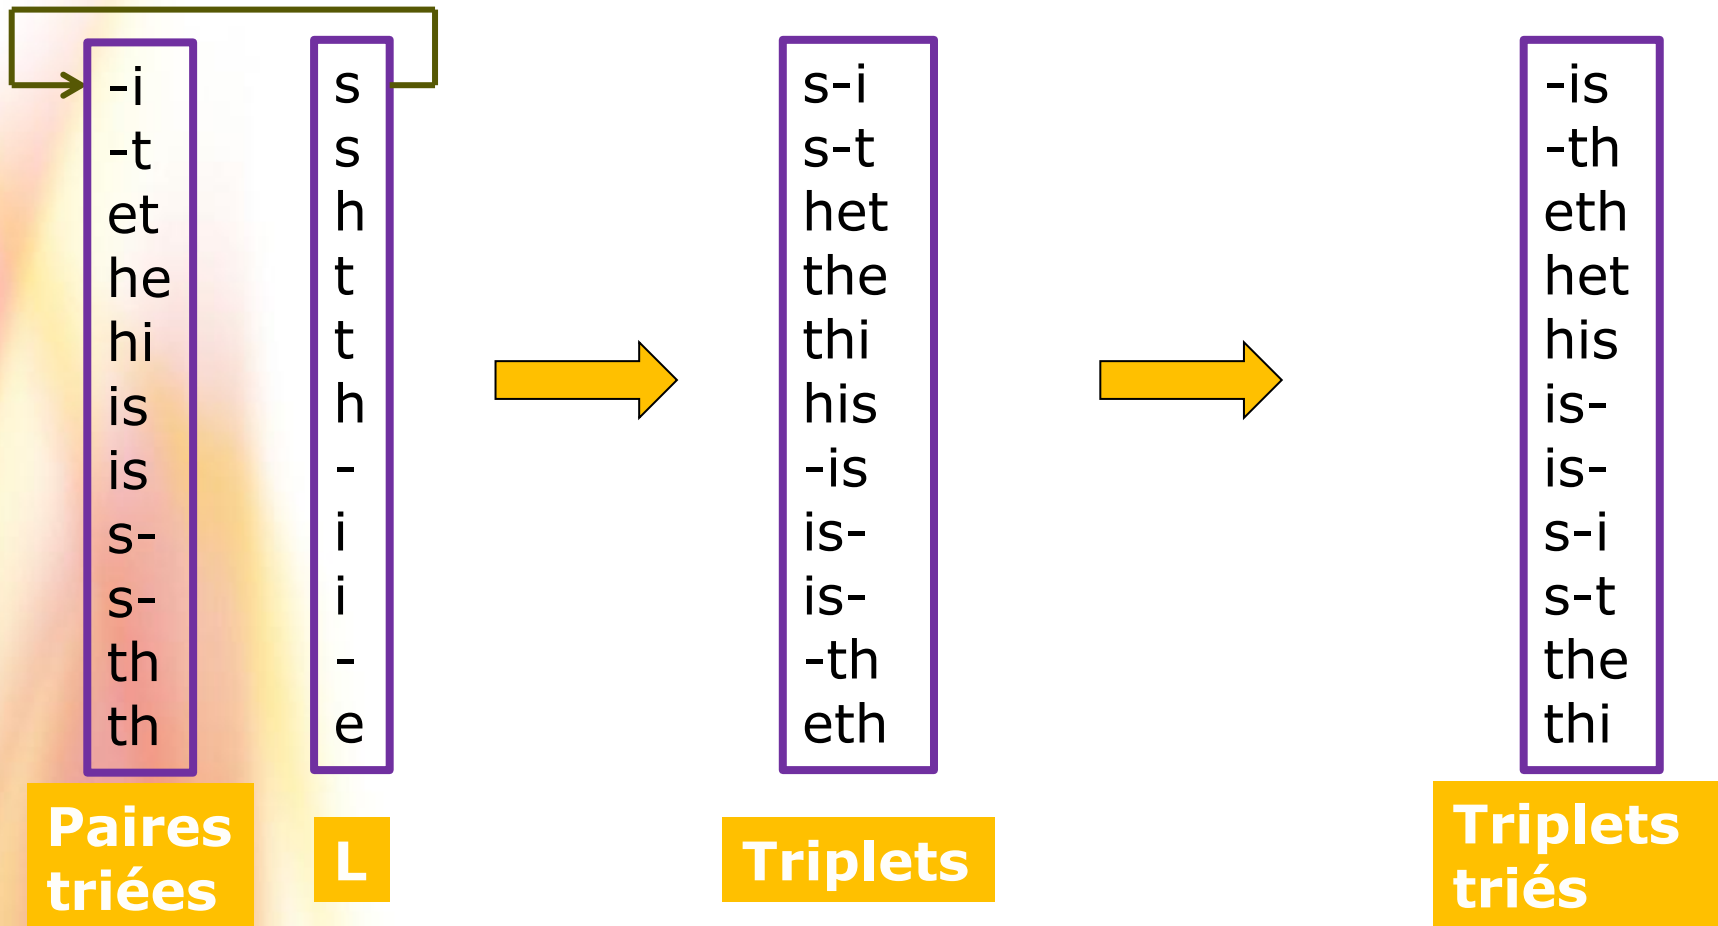 -i
-t
et
he
hi
is
is
s-
s-
th
th
Paires
triées
s
s
h
t
t
h
-
i
i
-
e
L
s-i
s-t
het
the
thi
his
-is
is-
is-
-th
eth
Triplets
-is
-th
eth
het
his
is-
is-
s-i
s-t
the
thi
Triplets
triés